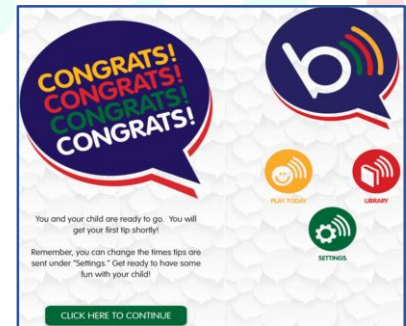 CONGRATS!
CONGRATS!
CONGRATS!
CONGRATS!
You and your child are ready to go. You will
get your first tip shortly!
Remember, you can change the times tips are
sent under "Settings." Get ready to have some
fun with your child!
CLICK HERE TO CONTINUE
b
PLAY TODAY
LIBRARY
SETTINGS